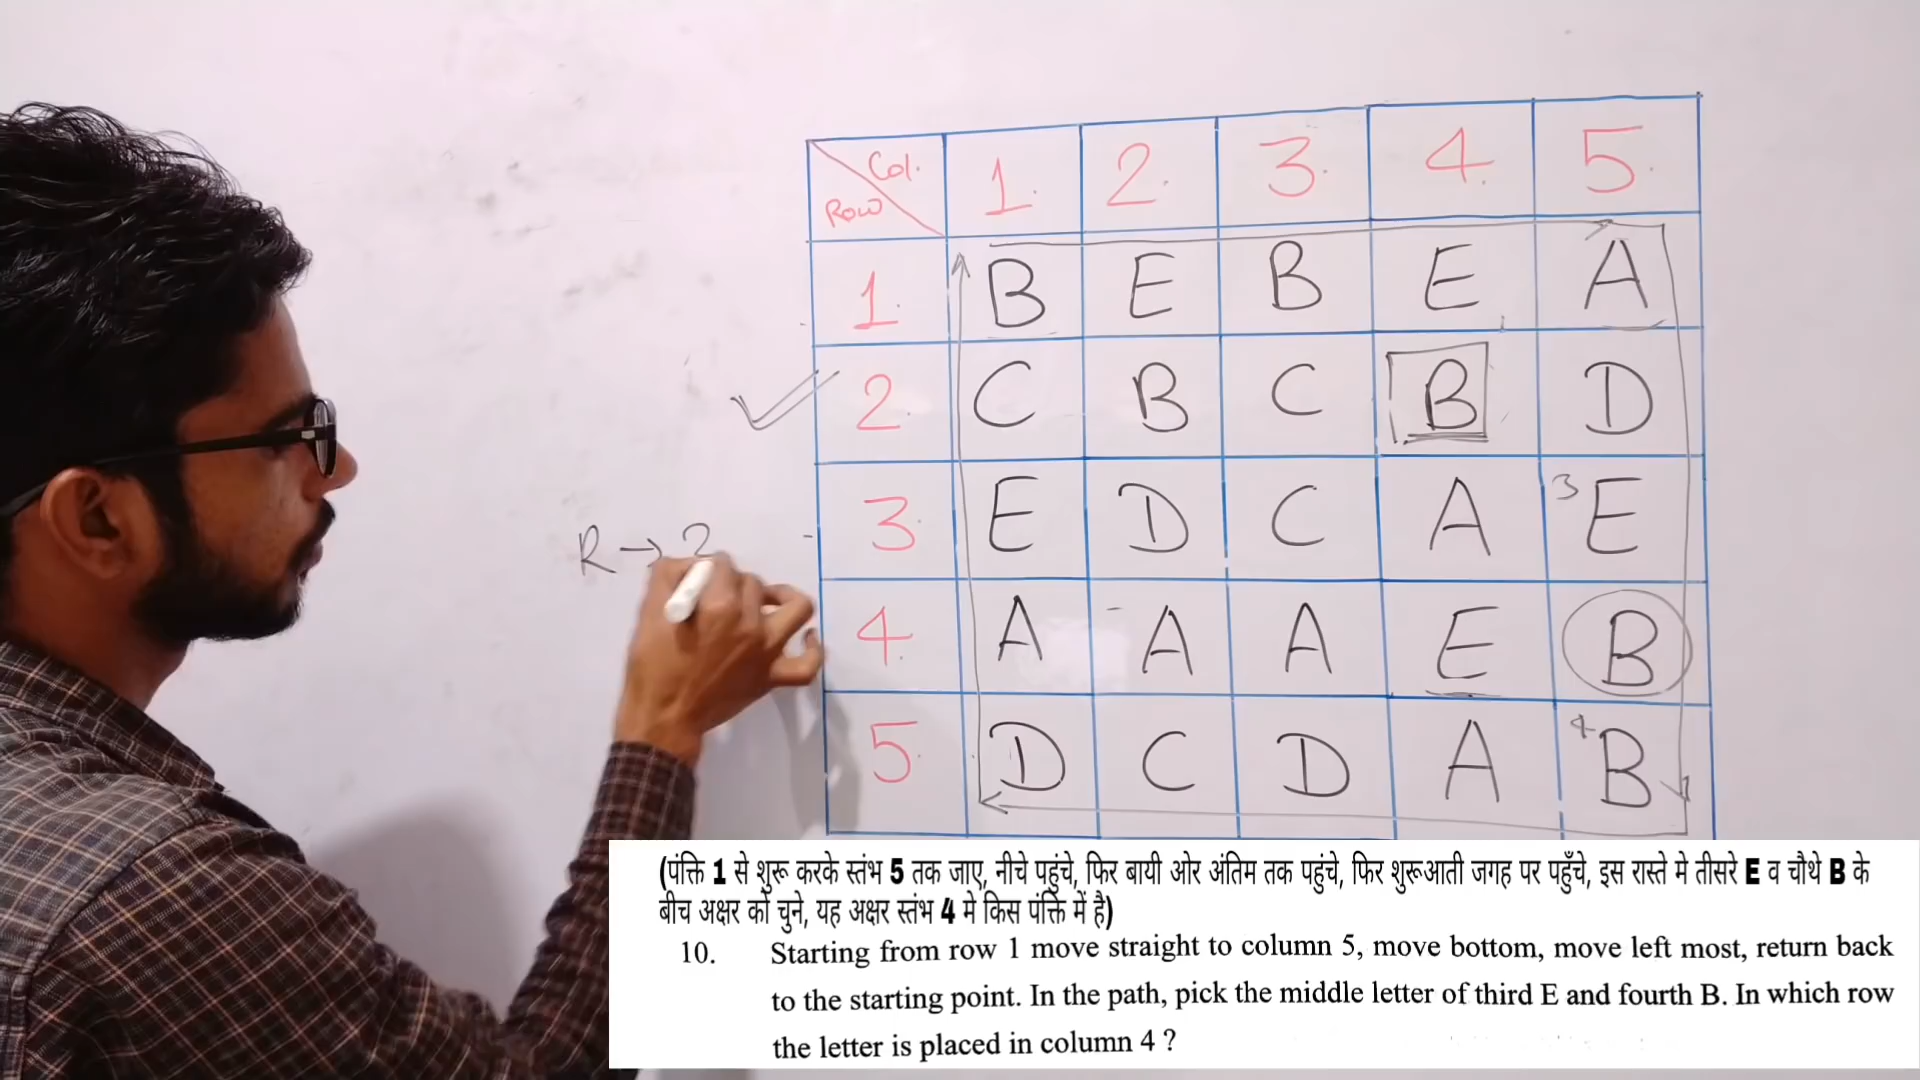 Col. 1. 2. 3. 4. 5.
Row
1. B E B E A
2. C B C B D
3. E D C A 3 E
4. A A A E B
5. D C D A 4 B
R → 2
(पंक्ति 1 से शुरू करके स्तंभ 5 तक जाए, नीचे पहुंचे, फिर बायी ओर अंतिम तक पहुंचे, फिर शुरूआती जगह पर पहुँचे, इस रास्ते मे तीसरे E व चौथे B के
बीच अक्षर को चुने, यह अक्षर स्तंभ 4 मे किस पंक्ति में है)
10. Starting from row 1 move straight to column 5, move bottom, move left most, return back
to the starting point. In the path, pick the middle letter of third E and fourth B. In which row
the letter is placed in column 4 ?